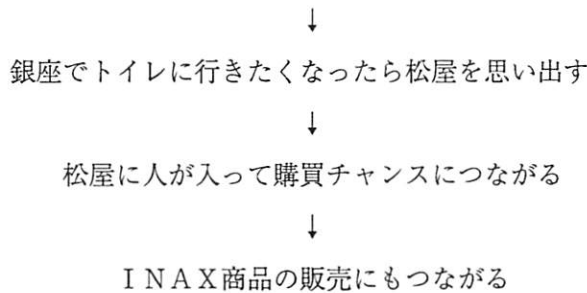 ↓
銀座でトイレに行きたくなったら松屋を思い出す
↓
松屋に人が入って購買チャンスにつながる
↓
INAX商品の販売にもつながる